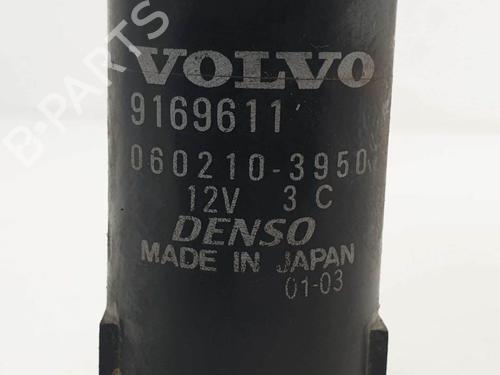 B-PARTS
VOLVO
9169611
060210-3950
12V 3 C
DENSO
MADE IN JAPAN
01-03